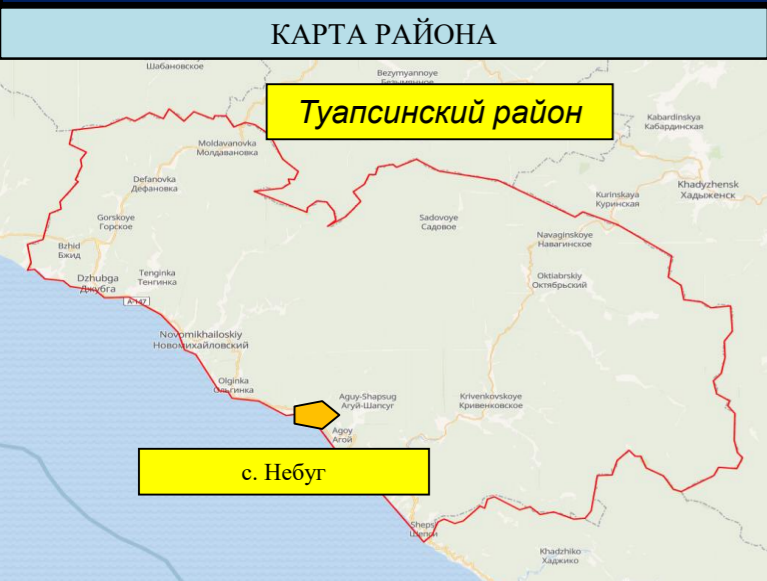 КАРТА РАЙОНА
Шабановское
Bezymyannoye
Безымянное
Туапсинский район
Kabardinskya
Кабардинская
Moldavanovka
Молдавановка
Defanovka
Дефановка
Khadyzhensk
Хадыженск
Kurinskaya
Куринская
Gorskoye
Горское
Sadovoye
Садовое
Navaginskoye
Навагинское
Bzhid
Бжид
Dzhubga
Джубга
Tenginka
Тенгинка
Oktiabrskiy
Октябрьский
A-147
Novomikhailoskiy
Новомихайловский
Olginka
Ольгинка
Aguy-Shapsug
Агуй-Шапсуг
Krivenkovskoye
Кривенковское
Agoy
Агой
с. Небуг
Shepsi
Шепси
Khadzhiko
Хаджико